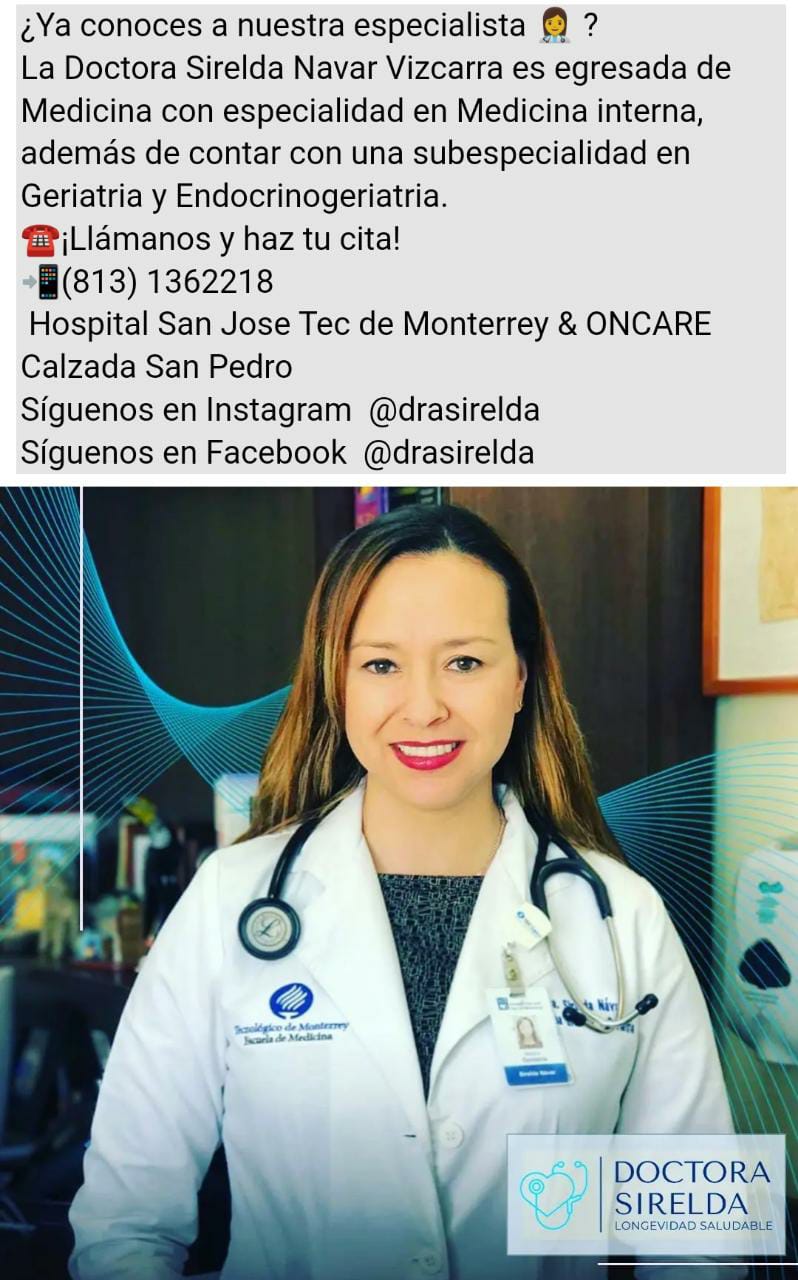 ¿Ya conoces a nuestra especialista 👩‍⚕️ ?
La Doctora Sirelda Navar Vizcarra es egresada de
Medicina con especialidad en Medicina interna,
además de contar con una subespecialidad en
Geriatria y Endocrinogeriatria.
☎️¡Llámanos y haz tu cita!
📲(813) 1362218
Hospital San Jose Tec de Monterrey & ONCARE
Calzada San Pedro
Síguenos en Instagram  @drasirelda
Síguenos en Facebook  @drasirelda
Tecnológico de Monterrey
Escuela de Medicina
Sirelda Návar
DOCTORA
SIRELDA
LONGEVIDAD SALUDABLE